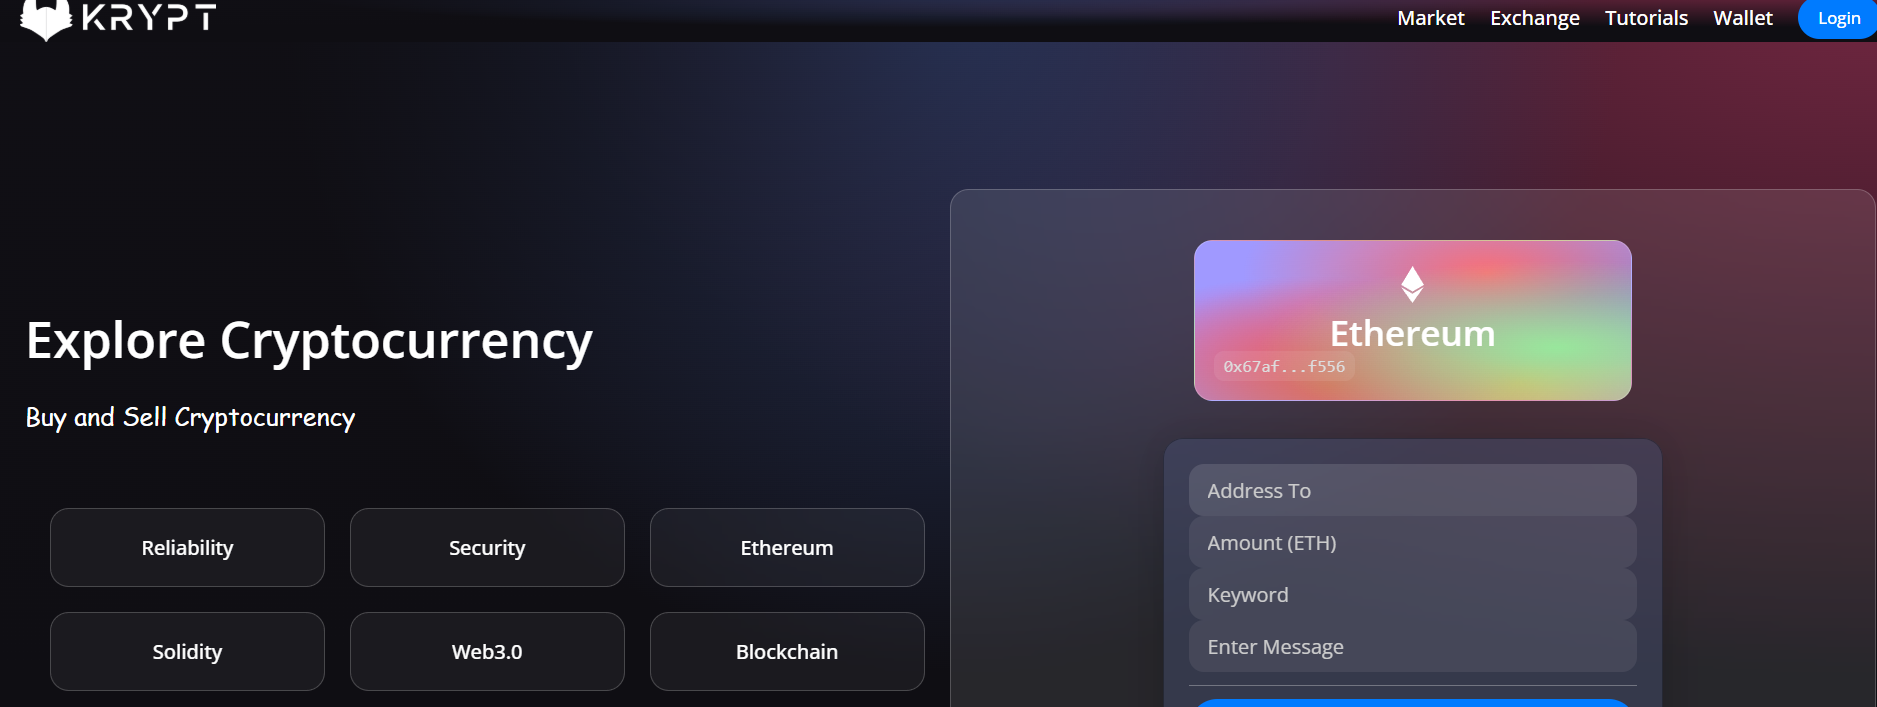 KRYPT
Market Exchange Tutorials Wallet Login
Explore Cryptocurrency
Buy and Sell Cryptocurrency
Reliability Security Ethereum
Solidity Web3.0 Blockchain
Ethereum
0x67af...f556
Address To
Amount (ETH)
Keyword
Enter Message